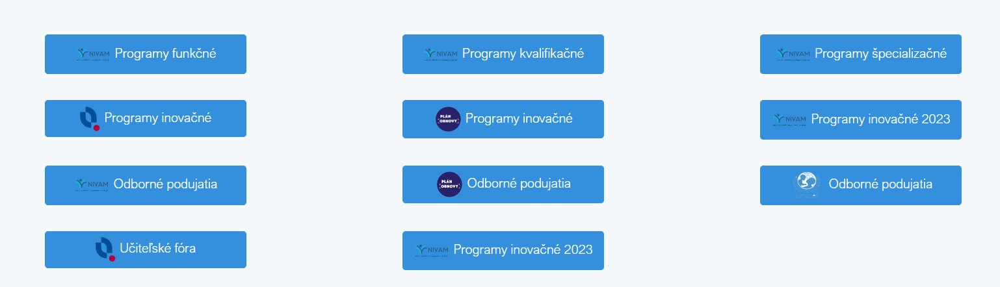 NIVAM Programy funkčné
NIVAM Programy kvalifikačné
NIVAM Programy špecializačné
Programy inovačné
PLÁN OBNOVY Programy inovačné
NIVAM Programy inovačné 2023
NIVAM Odborné podujatia
PLÁN OBNOVY Odborné podujatia
Odborné podujatia
Učiteľské fóra
NIVAM Programy inovačné 2023